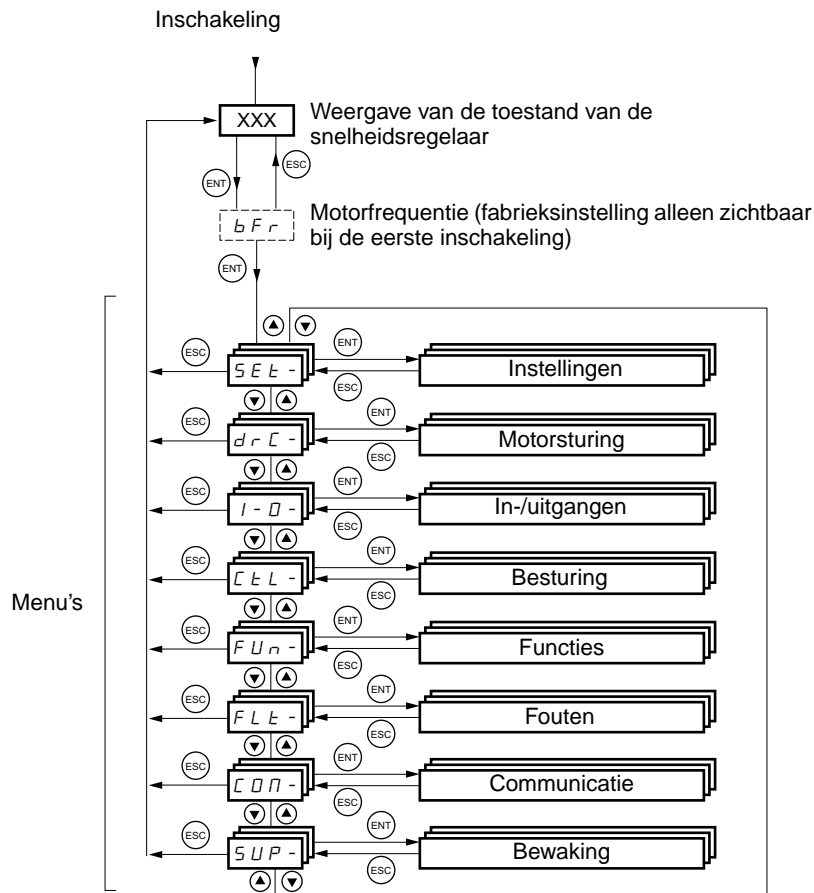 Inschakeling
XXX
Weergave van de toestand van de
snelheidsregelaar
ENT
ESC
bFr
Motorfrequentie (fabrieksinstelling alleen zichtbaar
bij de eerste inschakeling)
ENT
ESC
SEt-
ENT
ESC
Instellingen
ESC
drC-
ENT
ESC
Motorsturing
ESC
I-O-
ENT
ESC
In-/uitgangen
ESC
CtL-
ENT
ESC
Besturing
Menu's
ESC
FUn-
ENT
ESC
Functies
ESC
FLt-
ENT
ESC
Fouten
ESC
COM-
ENT
ESC
Communicatie
ESC
SUP-
ENT
ESC
Bewaking